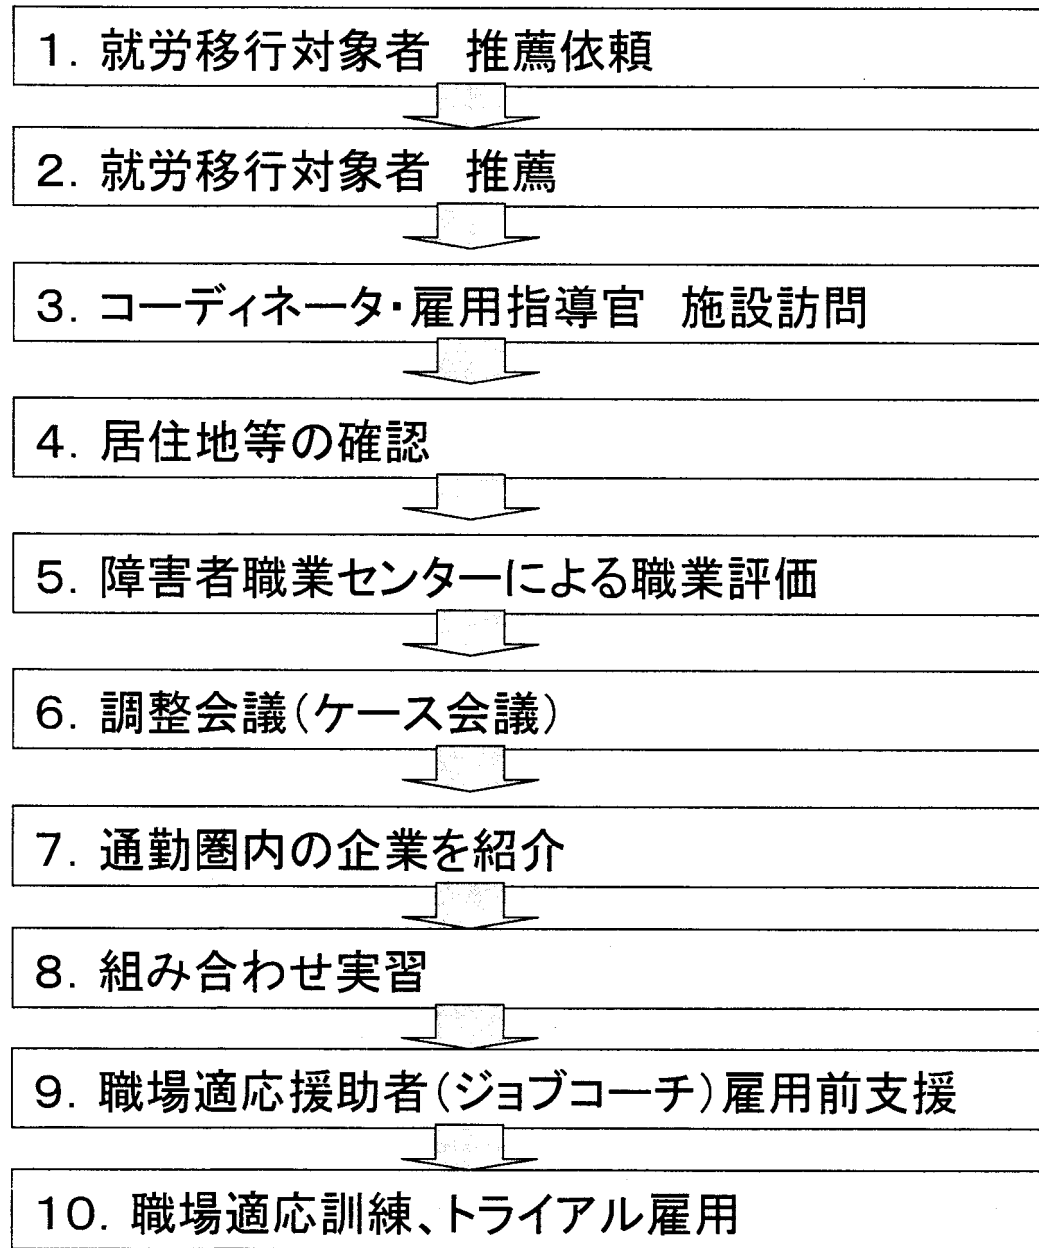 1. 就労移行対象者　推薦依頼
2. 就労移行対象者　推薦
3. コーディネータ・雇用指導官　施設訪問
4. 居住地等の確認
5. 障害者職業センターによる職業評価
6. 調整会議(ケース会議)
7. 通勤圏内の企業を紹介
8. 組み合わせ実習
9. 職場適応援助者(ジョブコーチ)雇用前支援
10. 職場適応訓練、トライアル雇用